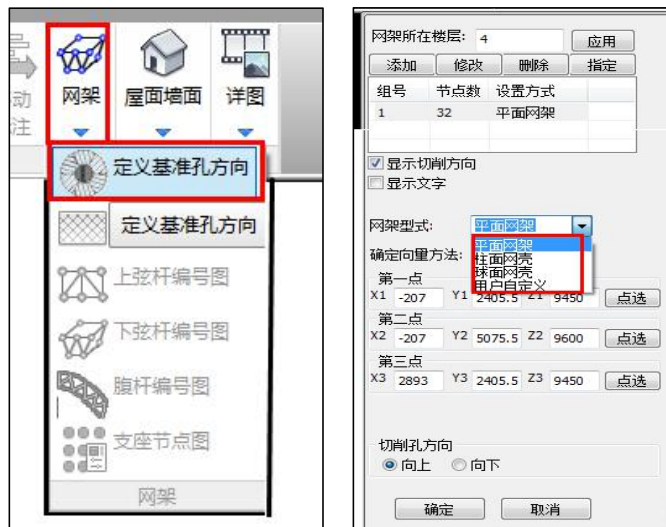 动
注
网架
屋面墙面
详图
定义基准孔方向
定义基准孔方向
上弦杆编号图
下弦杆编号图
腹杆编号图
支座节点图
网架
网架所在楼层: 4 应用
添加 修改 删除 指定
组号 节点数 设置方式
1 32 平面网架
显示切削方向
显示文字
网架型式: 平面网架
平面网架
确定向量方法: 柱面网壳
球面网壳
第一点 用户自定义
X1 -207 Y1 2405.5 Z1 9450 点选
第二点
X2 -207 Y2 5075.5 Z2 9600 点选
第三点
X3 2893 Y3 2405.5 Z3 9450 点选
切削孔方向
向上 向下
确定 取消